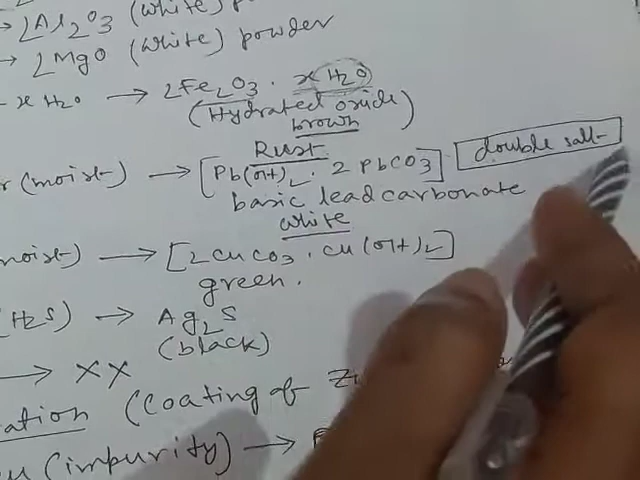 → 2Al₂O₃ (white) p
→ 2MgO (white) powder
x H₂O → 2Fe₂O₃ · x H₂O
(Hydrated oxide)
brown
Rust
r (moist) → [Pb(OH)₂ · 2PbCO₃] double salt
basic lead carbonate
white
moist) → [2CuCO₃ · Cu(OH)₂]
green.
H₂S) → Ag₂S
(black)
→ XX
ation (Coating of
u (impurity) →